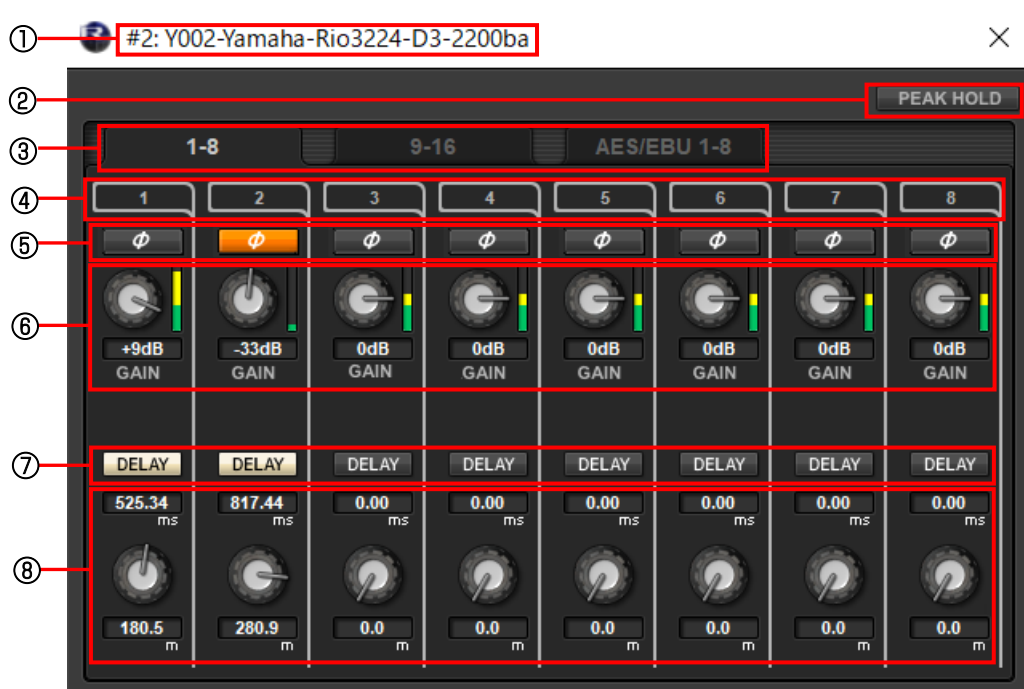 ① #2: Y002-Yamaha-Rio3224-D3-2200ba
② PEAK HOLD
③ 1-8 9-16 AES/EBU 1-8
④ 1 2 3 4 5 6 7 8
⑤ Φ Φ Φ Φ Φ Φ Φ Φ
⑥
+9dB -33dB 0dB 0dB 0dB 0dB 0dB 0dB
GAIN GAIN GAIN GAIN GAIN GAIN GAIN GAIN
⑦ DELAY DELAY DELAY DELAY DELAY DELAY DELAY DELAY
525.34 817.44 0.00 0.00 0.00 0.00 0.00 0.00
ms ms ms ms ms ms ms ms
⑧
180.5 280.9 0.0 0.0 0.0 0.0 0.0 0.0
m m m m m m m m